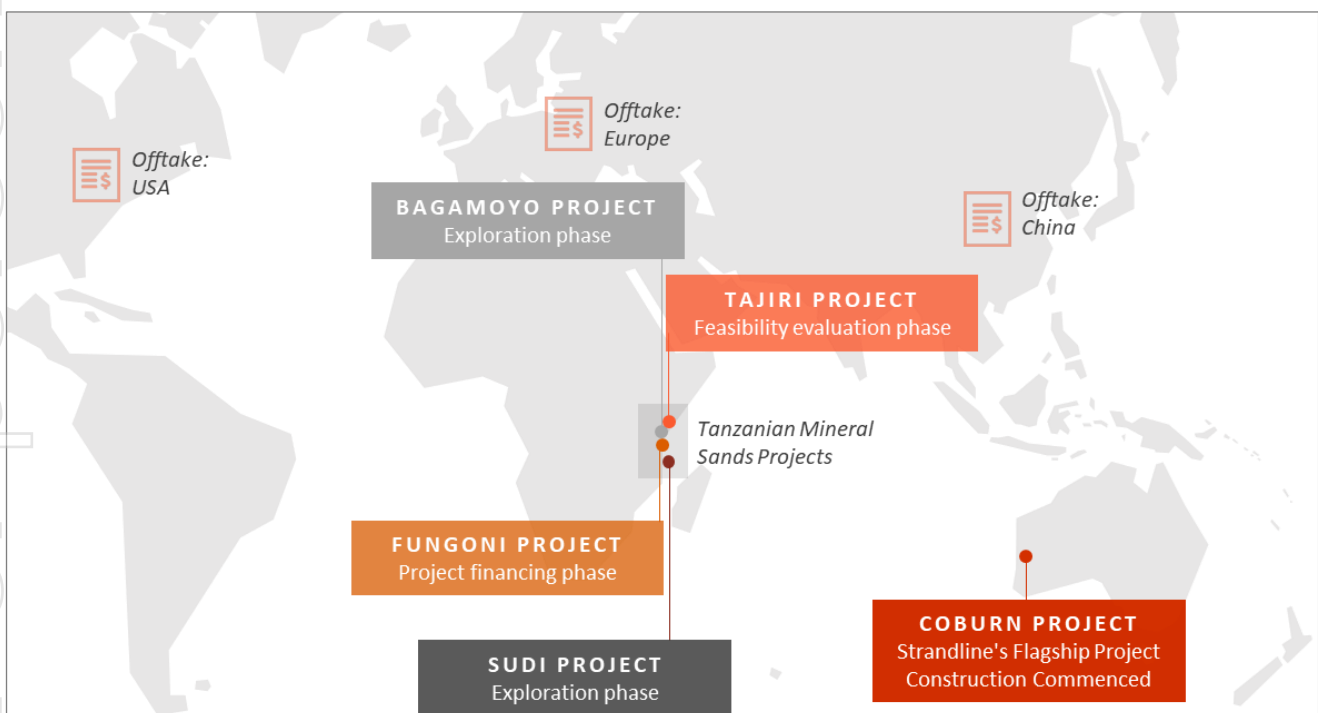 Offtake:
Europe
Offtake:
USA
BAGAMOYO PROJECT
Exploration phase
Offtake:
China
TAJIRI PROJECT
Feasibility evaluation phase
Tanzanian Mineral
Sands Projects
FUNGONI PROJECT
Project financing phase
COBURN PROJECT
Strandline's Flagship Project
Construction Commenced
SUDI PROJECT
Exploration phase